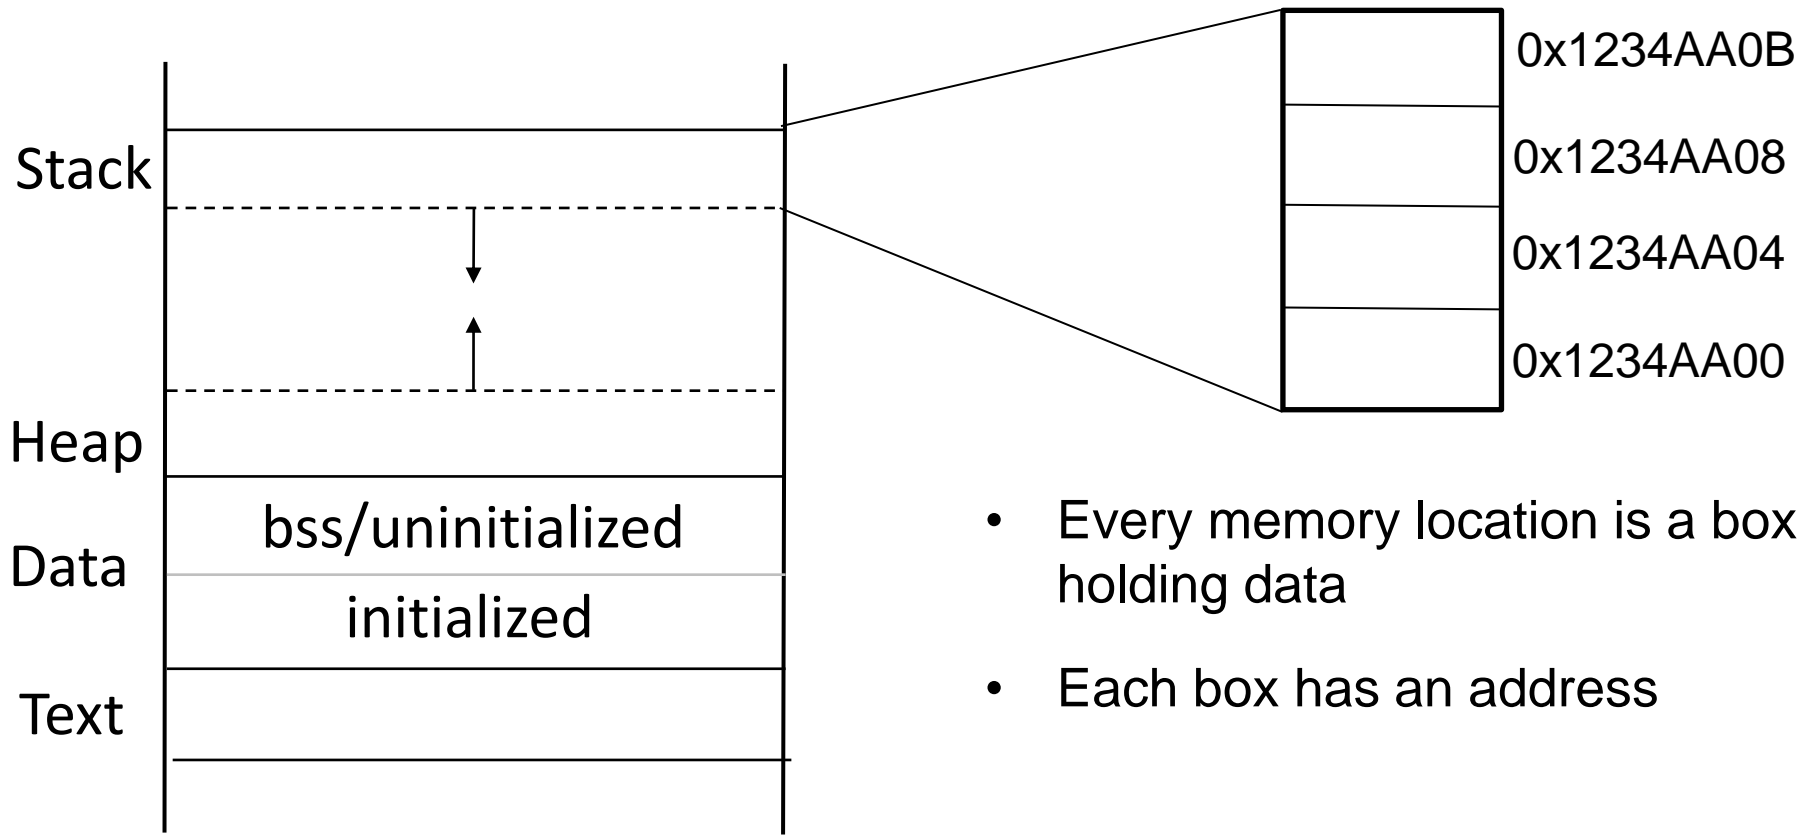 0x1234AA0B
Stack
0x1234AA08
0x1234AA04
0x1234AA00
Heap
bss/uninitialized
Data
initialized
Text
• Every memory location is a box
holding data
• Each box has an address